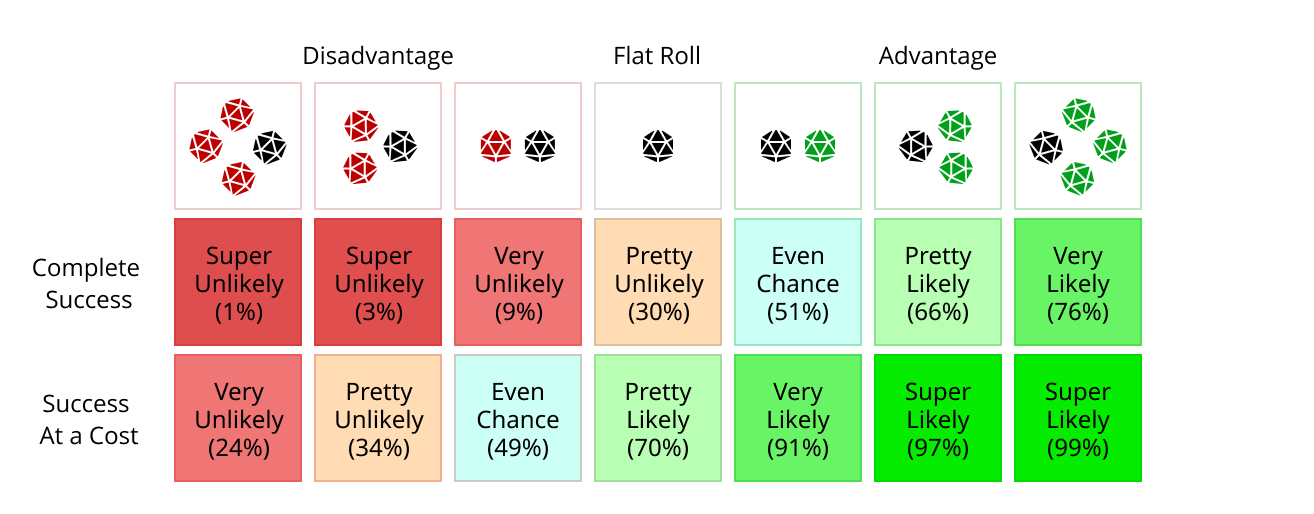 Disadvantage Flat Roll Advantage
Complete
Success
Super
Unlikely
(1%)
Super
Unlikely
(3%)
Very
Unlikely
(9%)
Pretty
Unlikely
(30%)
Even
Chance
(51%)
Pretty
Likely
(66%)
Very
Likely
(76%)
Success
At a Cost
Very
Unlikely
(24%)
Pretty
Unlikely
(34%)
Even
Chance
(49%)
Pretty
Likely
(70%)
Very
Likely
(91%)
Super
Likely
(97%)
Super
Likely
(99%)